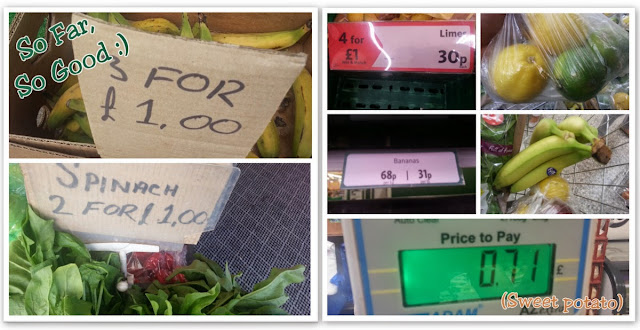 So Far,
So Good :)
3 FOR
£1.00
SPINACH
2 FOR £1.00
4 for
£1
Limes
30p
Bananas
68p | 31p
Price to Pay
0.71 £
ADAM
(Sweet potato)